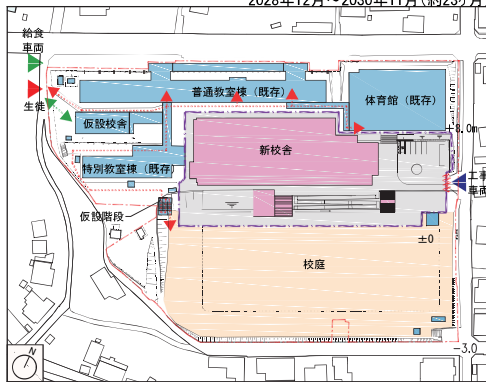 2028年12月~2030年11月(約23ヶ月)
給食
車両
生徒
普通教室棟(既存)
体育館(既存)
仮設校舎
+8.0m
新校舎
特別教室棟(既存)
工事
車両
仮設階段
±0
校庭
-3.0
N